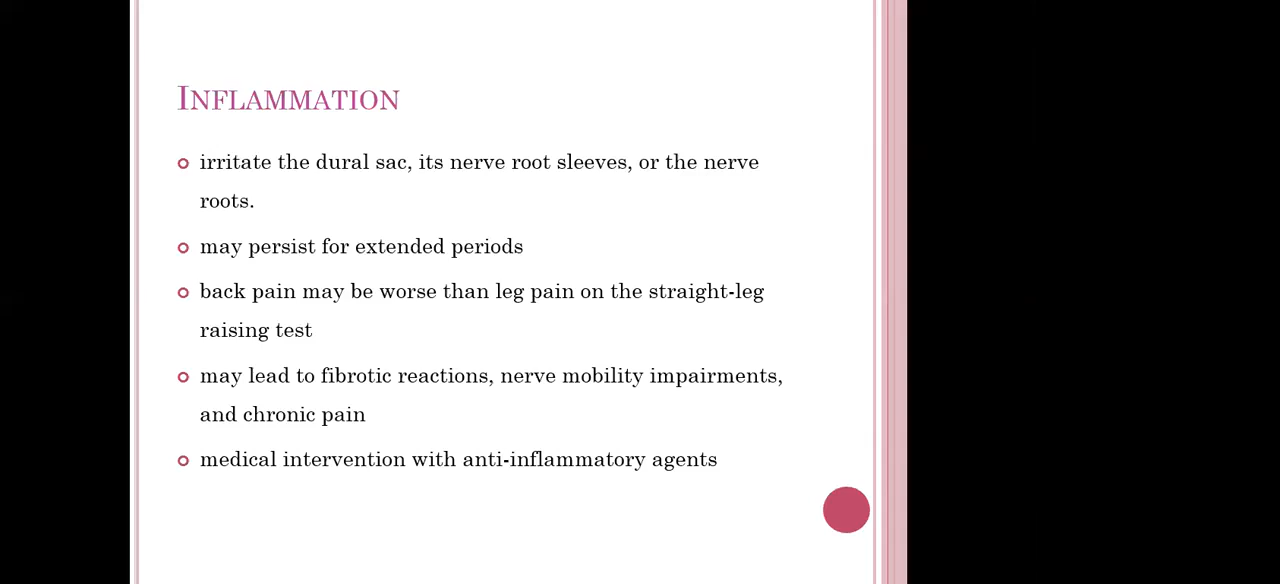 INFLAMMATION
irritate the dural sac, its nerve root sleeves, or the nerve
roots.
may persist for extended periods
back pain may be worse than leg pain on the straight-leg
raising test
may lead to fibrotic reactions, nerve mobility impairments,
and chronic pain
medical intervention with anti-inflammatory agents